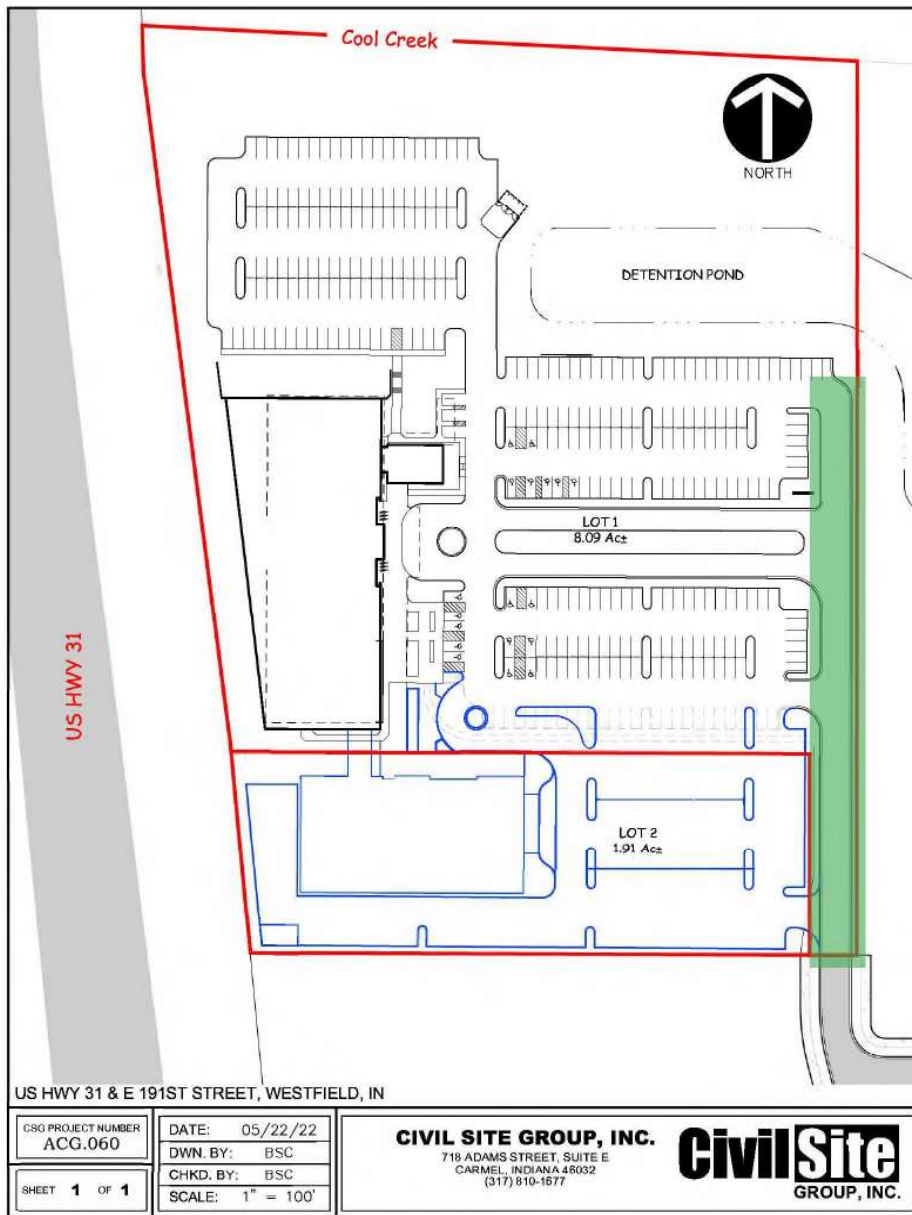 Cool Creek
NORTH
DETENTION POND
LOT 1
8.09 Ac±
US HWY 31
LOT 2
1.91 Ac±
US HWY 31 & E 191ST STREET, WESTFIELD, IN
CSG PROJECT NUMBER
ACG.060
SHEET 1 OF 1
DATE: 05/22/22
DWN. BY: BSC
CHKD. BY: BSC
SCALE: 1" = 100'
CIVIL SITE GROUP, INC.
718 ADAMS STREET, SUITE E
CARMEL, INDIANA 46032
(317) 810-1677
Civil Site
GROUP, INC.